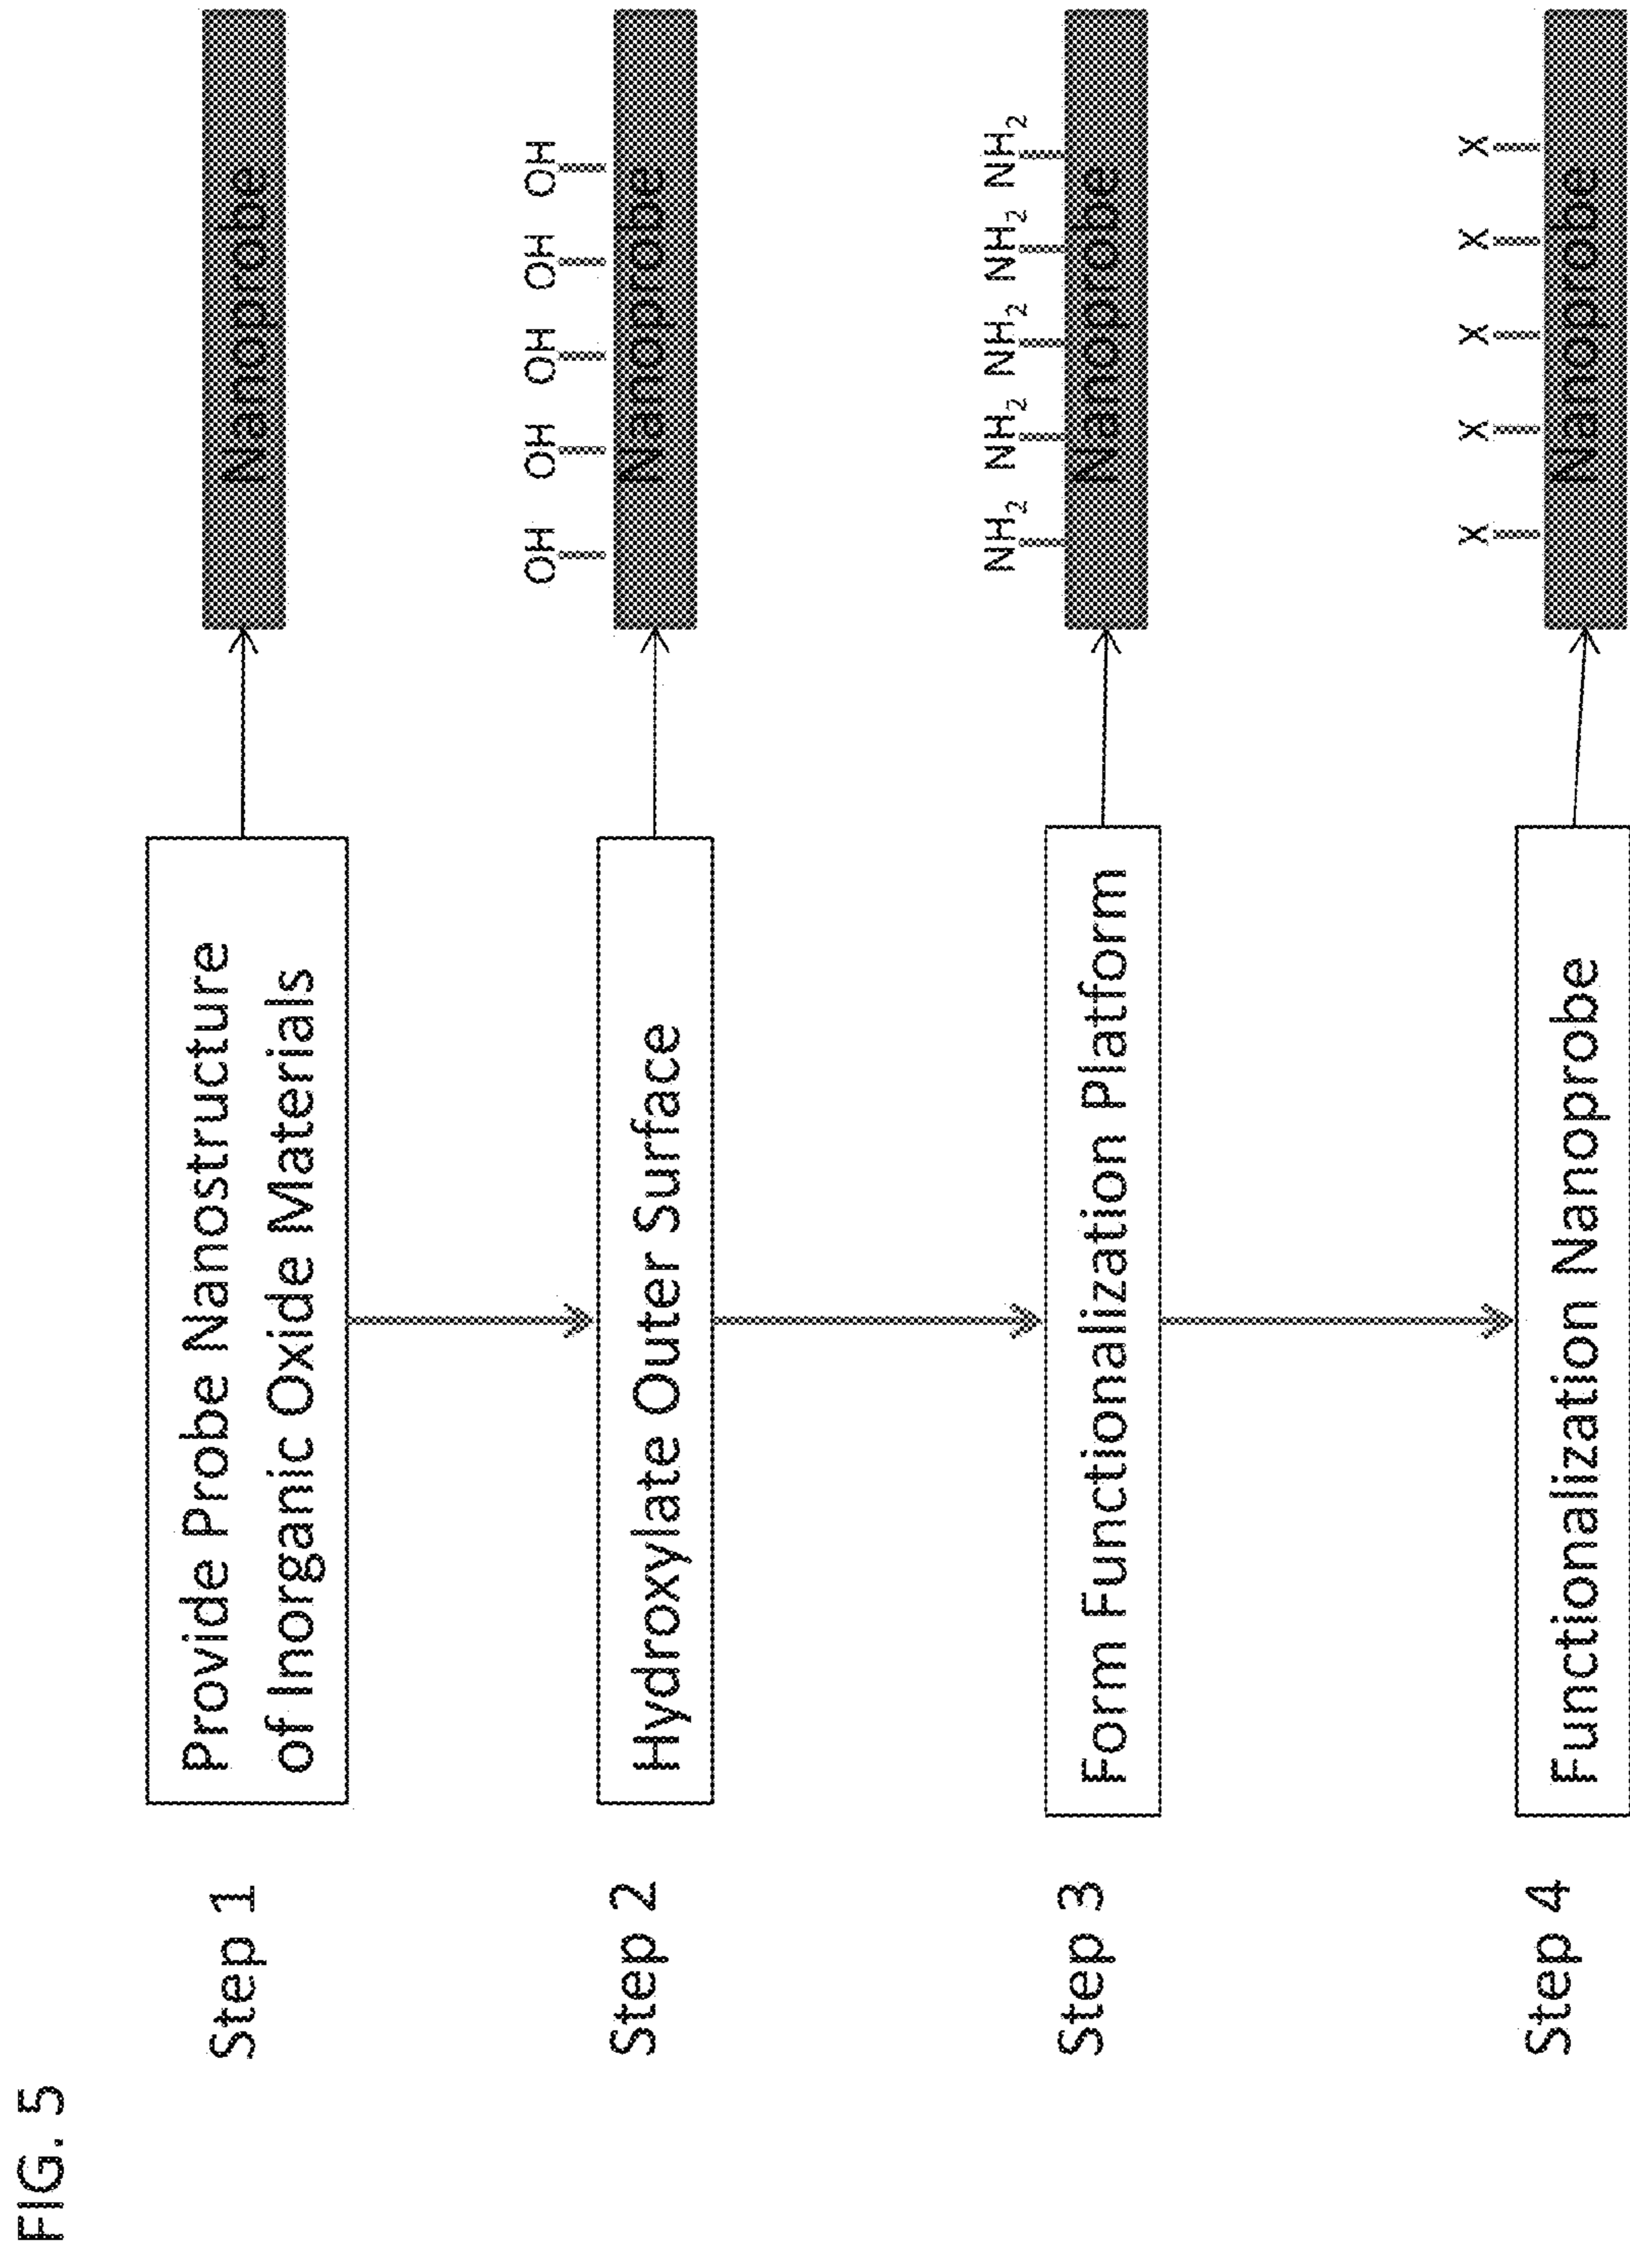 FIG. 5
Step 1
Provide Probe Nanostructure
of Inorganic Oxide Materials
Nanoprobe
Step 2
Hydroxylate Outer Surface
OH OH OH OH OH
Nanoprobe
Step 3
Form Functionalization Platform
NH₂ NH₂ NH₂ NH₂ NH₂
Nanoprobe
Step 4
Functionalization Nanoprobe
X X X X X
Nanoprobe